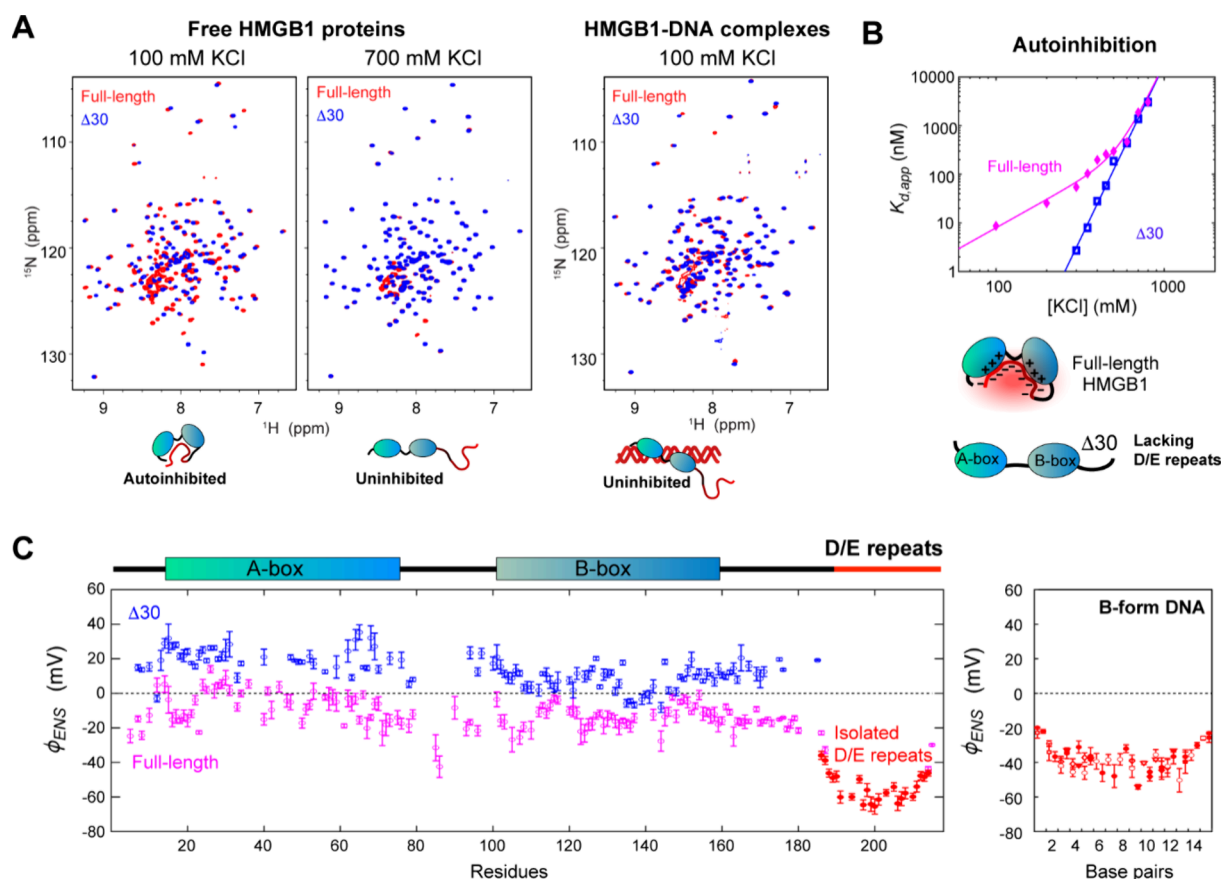 A
Free HMGB1 proteins
100 mM KCl
700 mM KCl
HMGB1-DNA complexes
100 mM KCl
Full-length
Δ30
Full-length
Δ30
Full-length
Δ30
110
120
130
¹⁵N (ppm)
9 8 7
9 8 7
¹H (ppm)
110
120
130
¹⁵N (ppm)
9 8 7
¹H (ppm)
Autoinhibited
Uninhibited
Uninhibited
B
Autoinhibition
10000
1000
100
10
1
K_d,app (nM)
Full-length
Δ30
100 1000
[KCl] (mM)
+ + + + + +
- - - - - - - -
Full-length
HMGB1
A-box
B-box
Δ30
Lacking
D/E repeats
C
A-box
B-box
D/E repeats
60
40
20
0
-20
-40
-60
-80
ϕ_ENS (mV)
Δ30
Full-length
Isolated
D/E repeats
20 40 60 80 100 120 140 160 180 200
Residues
B-form DNA
60
40
20
0
-20
-40
-60
-80
ϕ_ENS (mV)
2 4 6 8 10 12 14
Base pairs